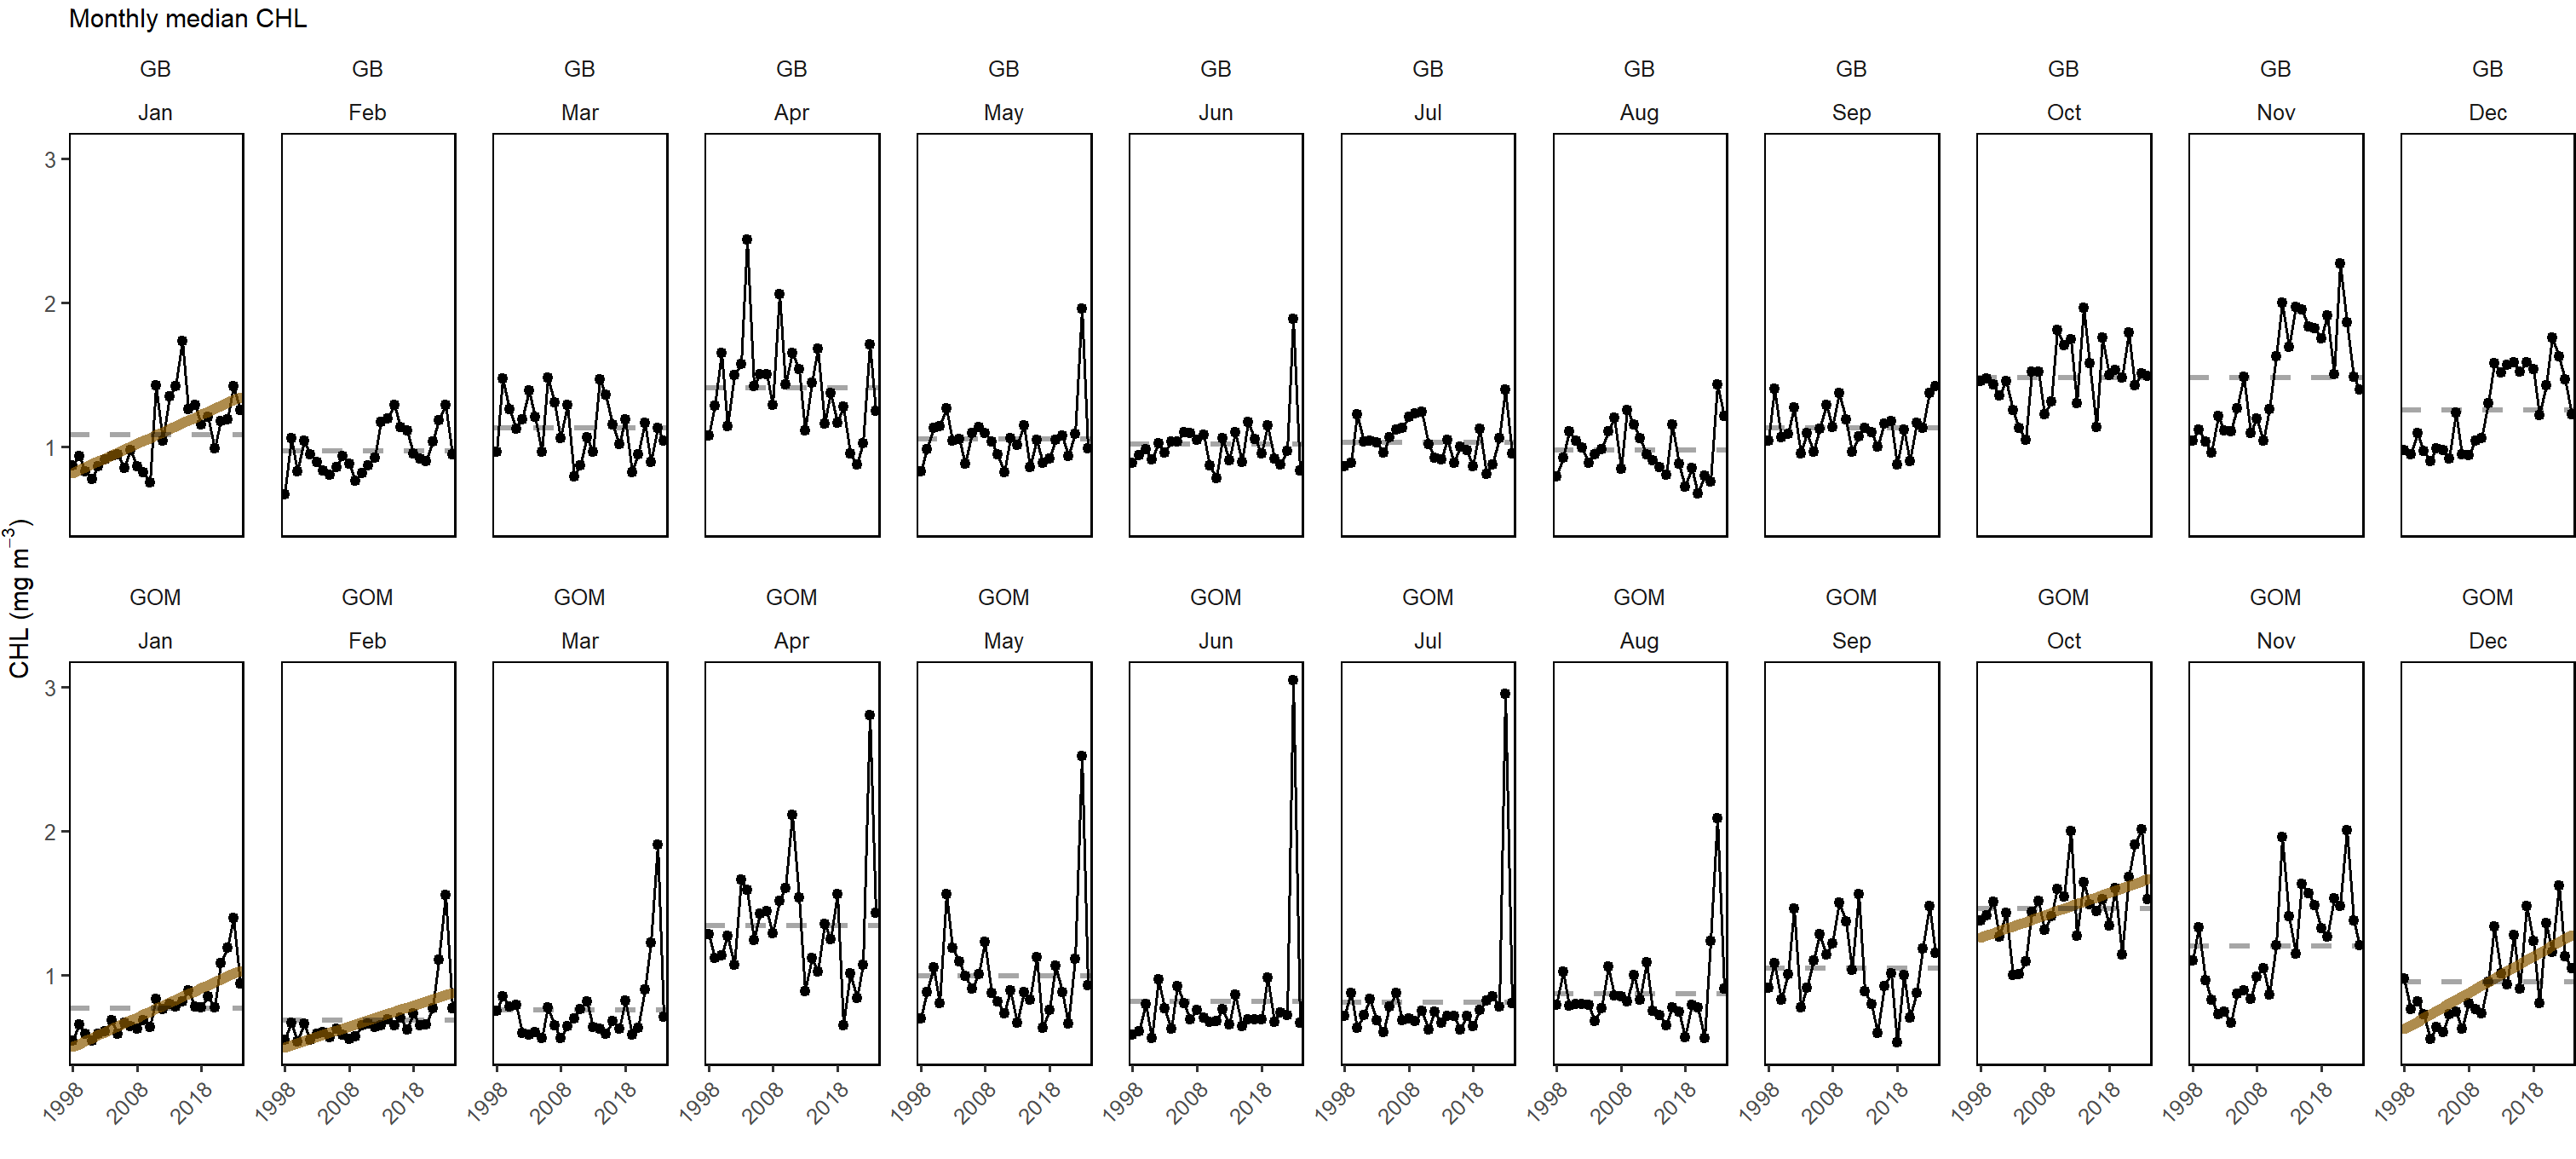 Monthly median CHL
GB GB GB GB GB GB GB GB GB GB GB GB
Jan Feb Mar Apr May Jun Jul Aug Sep Oct Nov Dec
3
2
1
CHL (mg m⁻³)
GOM GOM GOM GOM GOM GOM GOM GOM GOM GOM GOM GOM
Jan Feb Mar Apr May Jun Jul Aug Sep Oct Nov Dec
3
2
1
1998 2008 2018 1998 2008 2018 1998 2008 2018 1998 2008 2018 1998 2008 2018 1998 2008 2018 1998 2008 2018 1998 2008 2018 1998 2008 2018 1998 2008 2018 1998 2008 2018 1998 2008 2018